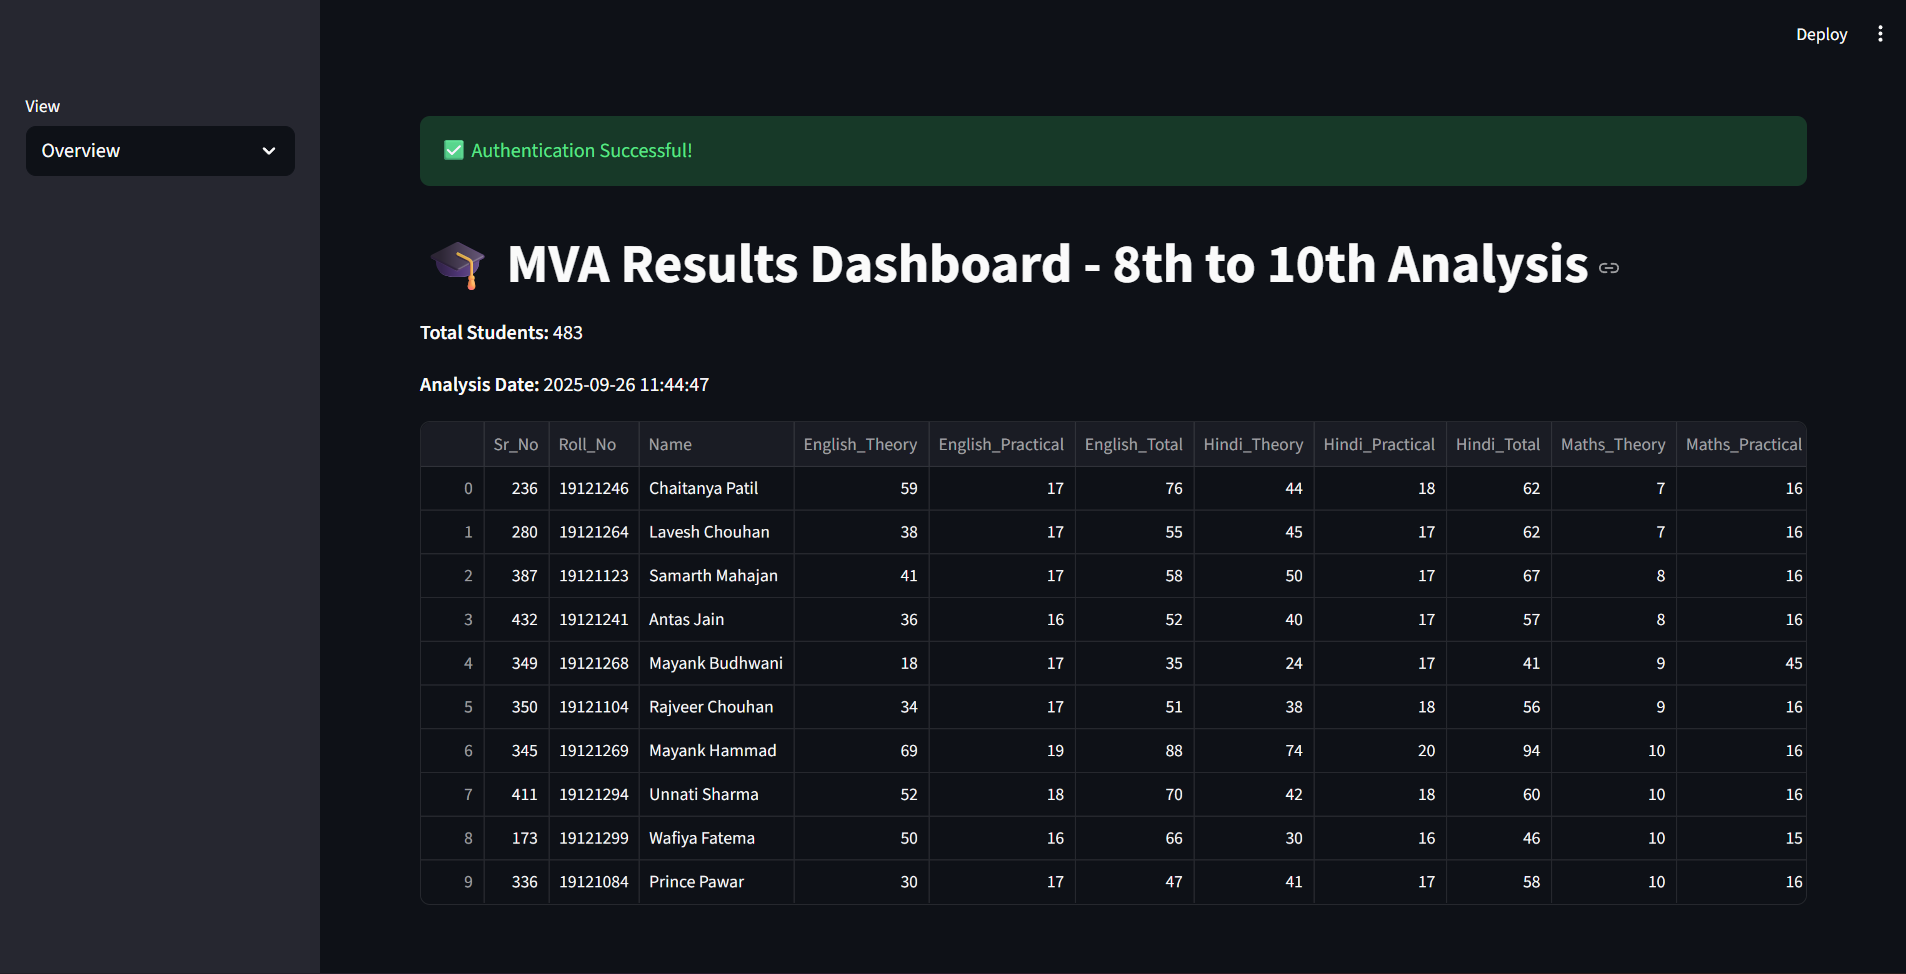 Deploy
View
Overview
Authentication Successful!
MVA Results Dashboard - 8th to 10th Analysis
Total Students: 483
Analysis Date: 2025-09-26 11:44:47
Sr_No Roll_No Name English_Theory English_Practical English_Total Hindi_Theory Hindi_Practical Hindi_Total Maths_Theory Maths_Practical
0 236 19121246 Chaitanya Patil 59 17 76 44 18 62 7 16
1 280 19121264 Lavesh Chouhan 38 17 55 45 17 62 7 16
2 387 19121123 Samarth Mahajan 41 17 58 50 17 67 8 16
3 432 19121241 Antas Jain 36 16 52 40 17 57 8 16
4 349 19121268 Mayank Budhwani 18 17 35 24 17 41 9 45
5 350 19121104 Rajveer Chouhan 34 17 51 38 18 56 9 16
6 345 19121269 Mayank Hammad 69 19 88 74 20 94 10 16
7 411 19121294 Unnati Sharma 52 18 70 42 18 60 10 16
8 173 19121299 Wafiya Fatema 50 16 66 30 16 46 10 15
9 336 19121084 Prince Pawar 30 17 47 41 17 58 10 16